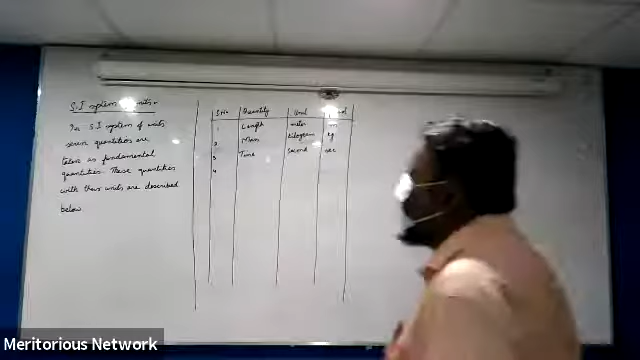 S.I system of units -
In S.I system of units
seven quantities are
taken as fundamental
quantities. These quantities
with their units are described
below
S.No Quantity Unit
1 Length meter m
2 Mass kilogram kg
3 Time second sec
4
Meritorious Network